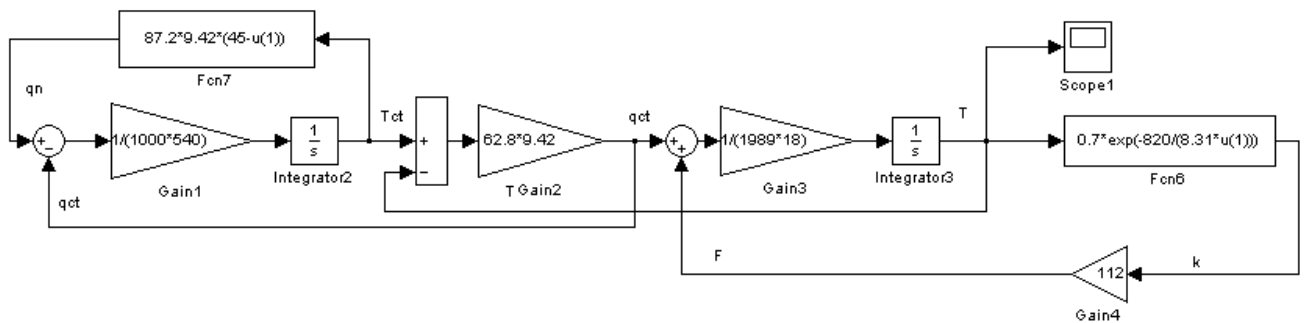 87.2*9.42*(45-u(1))
Fcn7
qn
+
−
qct
1/(1000*540)
Gain1
1
s
Integrator2
Tct
+
−
62.8*9.42
T Gain2
qct
+
+
1/(1989*18)
Gain3
1
s
Integrator3
T
Scope1
0.7*exp(-820/(8.31*u(1)))
Fcn6
F
112
Gain4
k